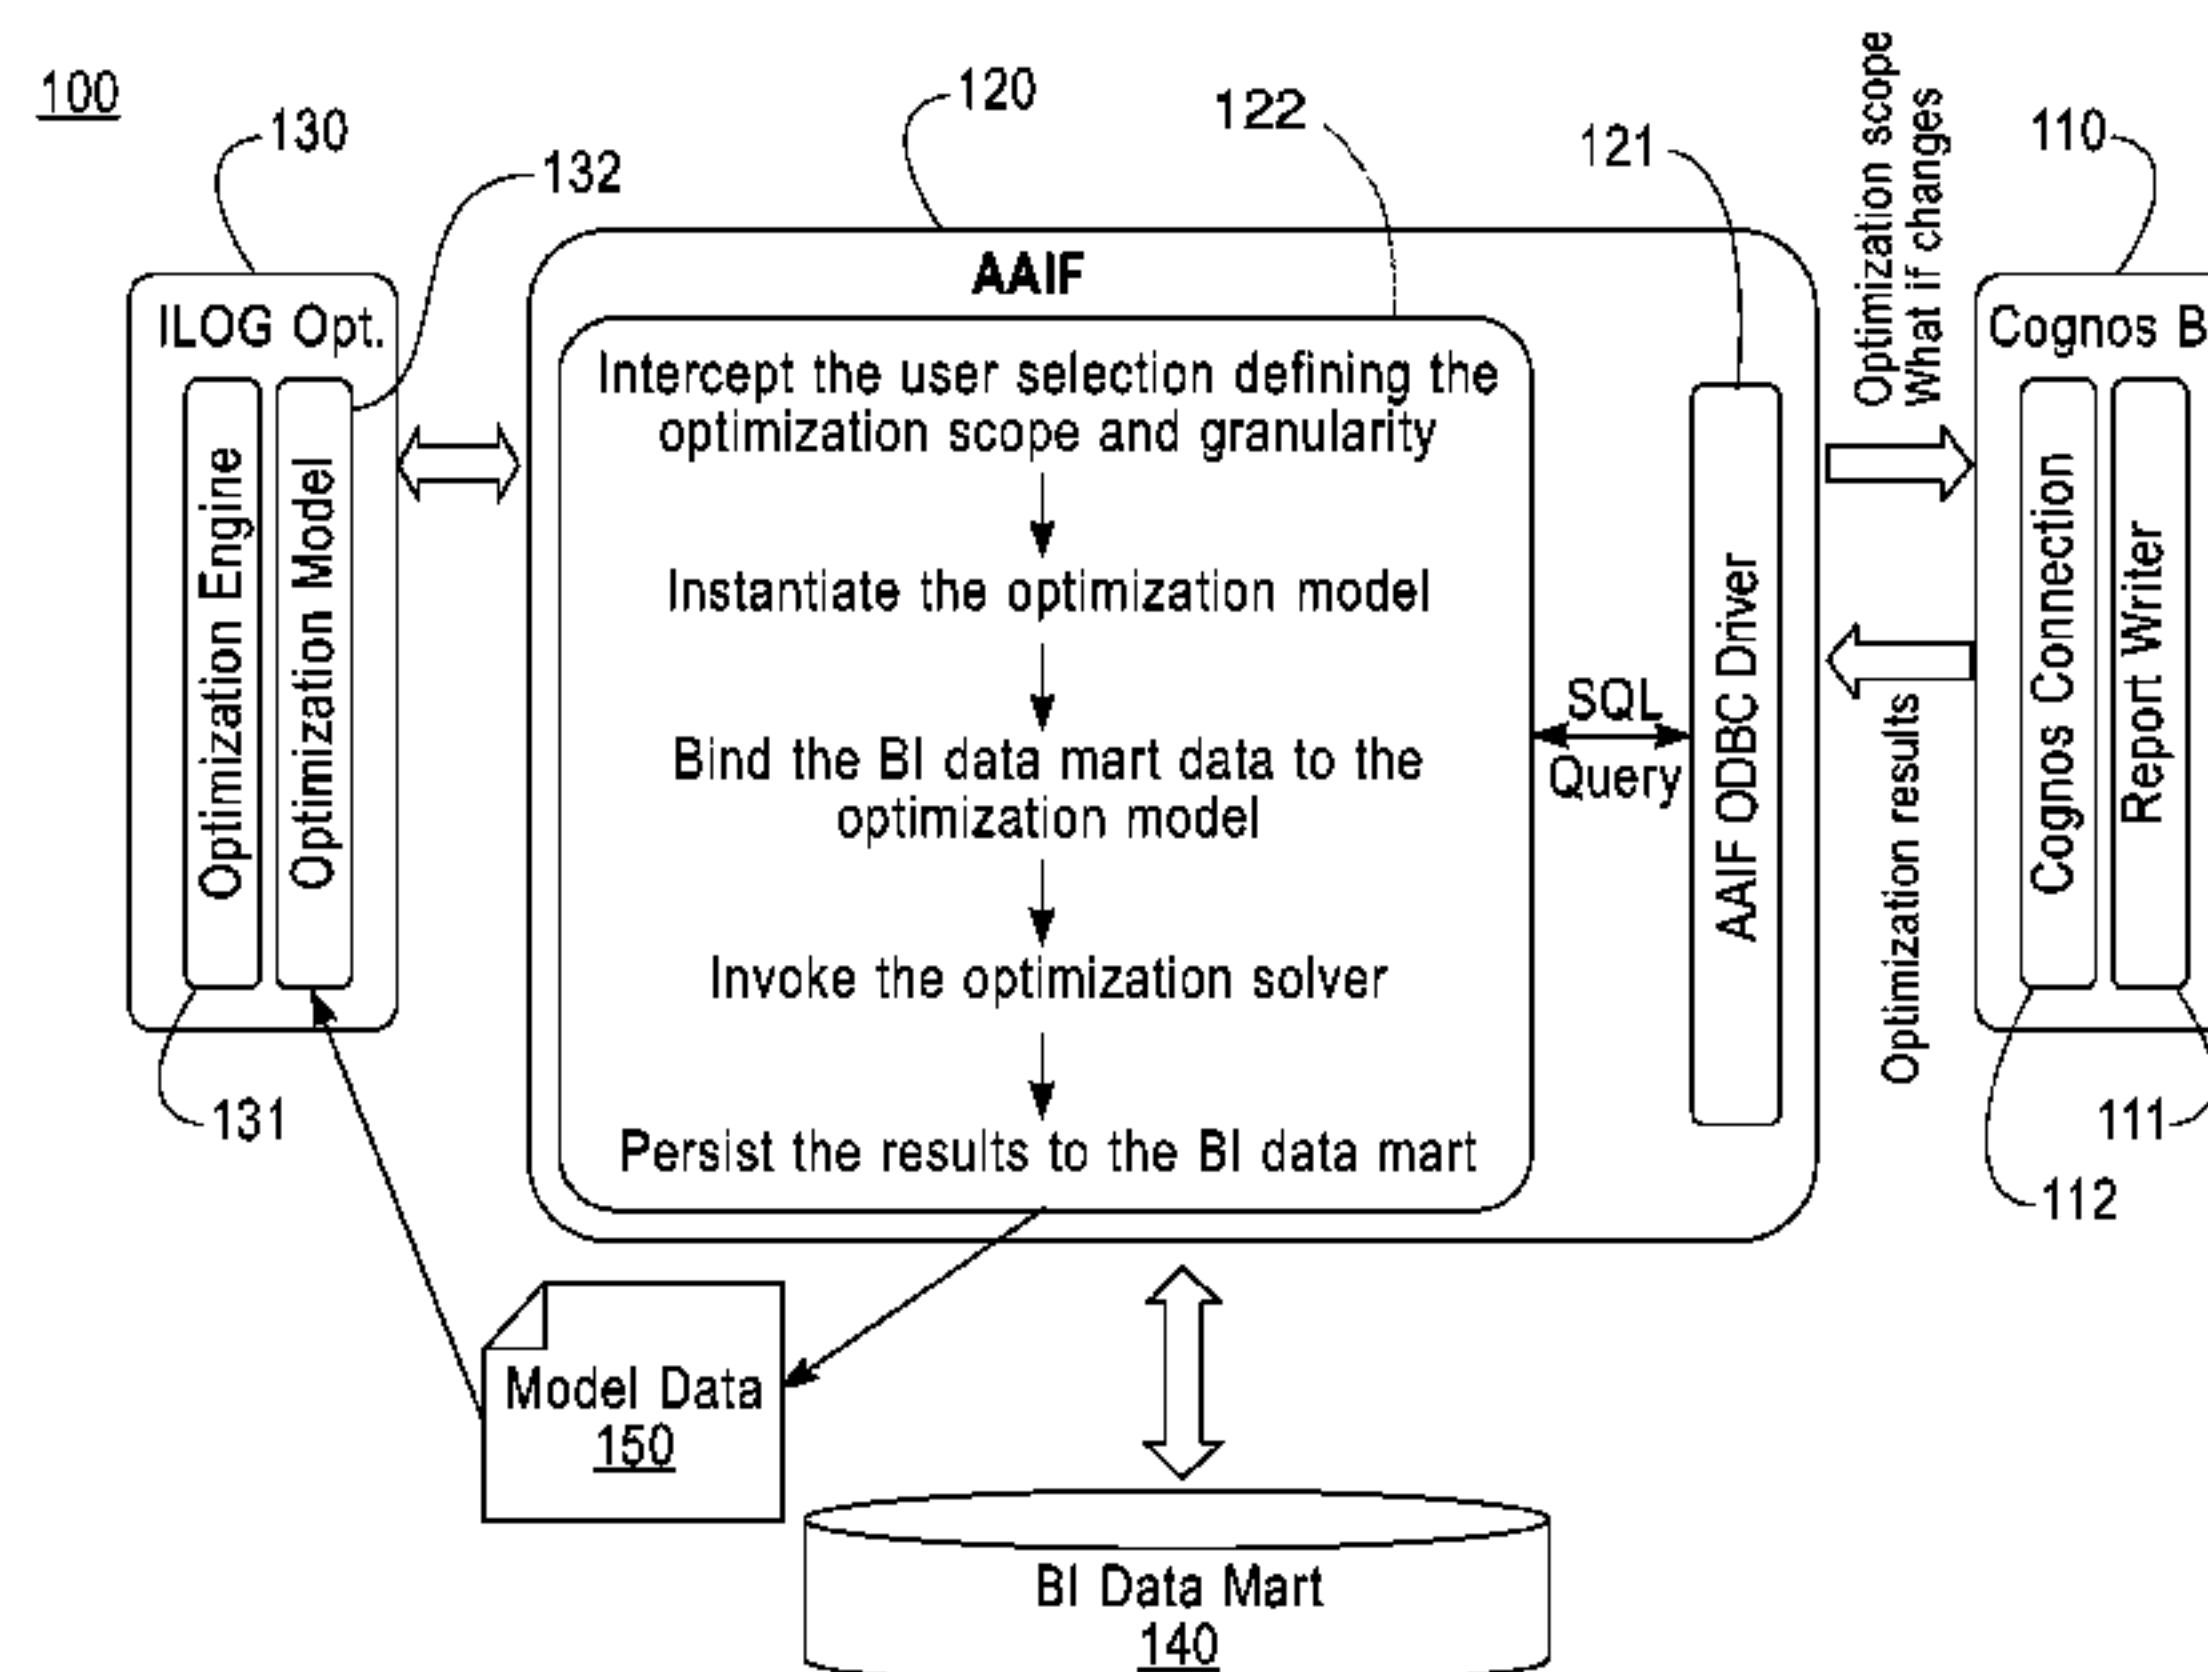 100
130
132
120
122
121
110
Optimization scope
What if changes
AAIF
ILOG Opt.
Optimization Engine
Optimization Model
Intercept the user selection defining the
optimization scope and granularity
Instantiate the optimization model
Bind the BI data mart data to the
optimization model
Invoke the optimization solver
Persist the results to the BI data mart
SQL
Query
AAIF ODBC Driver
Optimization results
Cognos B
Cognos Connection
Report Writer
131
111
112
Model Data
150
BI Data Mart
140